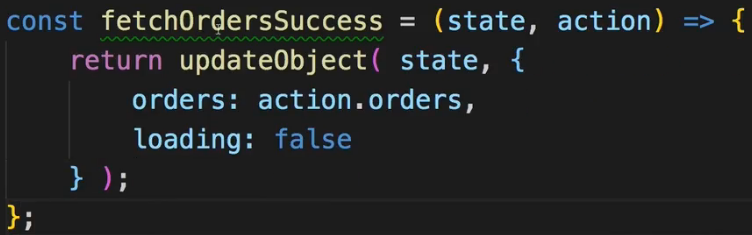 const fetchOrdersSuccess = (state, action) => {
    return updateObject( state, {
        orders: action.orders,
        loading: false
    } );
};